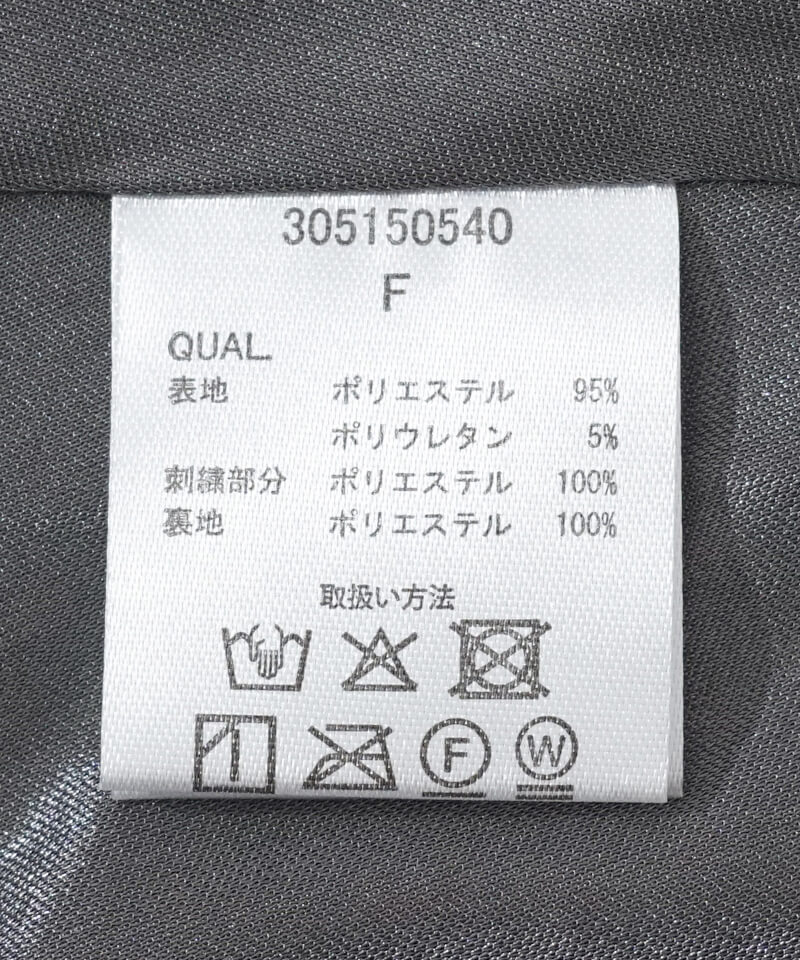 305150540
F
QUAL.
表地 ポリエステル 95%
ポリウレタン 5%
刺繍部分 ポリエステル 100%
裏地 ポリエステル 100%
取扱い方法
F W